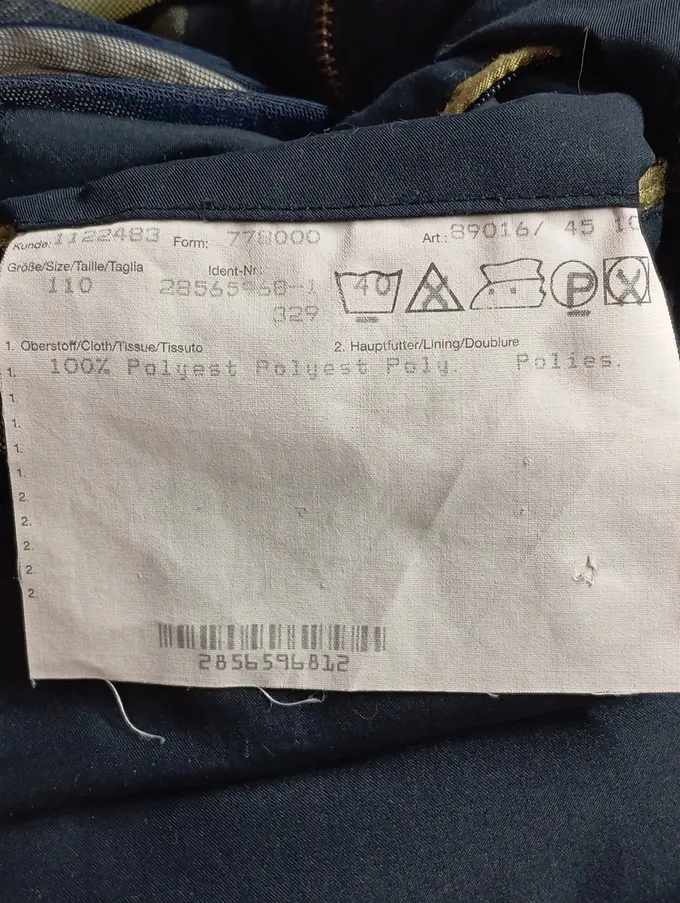 Kunde: 1122483 Form: 778000 Art.: 89016/ 45 10
Größe/Size/Taille/Taglia Ident-Nr.:
110 28565968-1 40 P
329
1. Oberstoff/Cloth/Tissue/Tissuto 2. Hauptfutter/Lining/Doublure
1. 100% Polyest Polyest Poly. Polies.
1
1.
1.
1.
2
2.
2.
2.
2.
2856596812